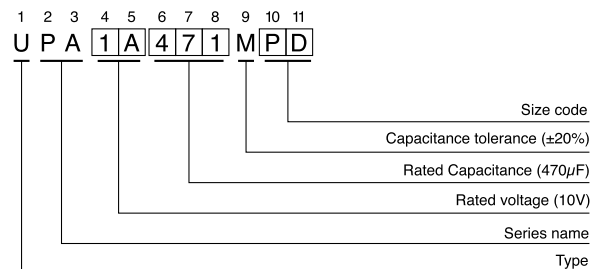 1 2 3 4 5 6 7 8 9 10 11
U P A 1 A 4 7 1 M P D
Size code
Capacitance tolerance (±20%)
Rated Capacitance (470µF)
Rated voltage (10V)
Series name
Type